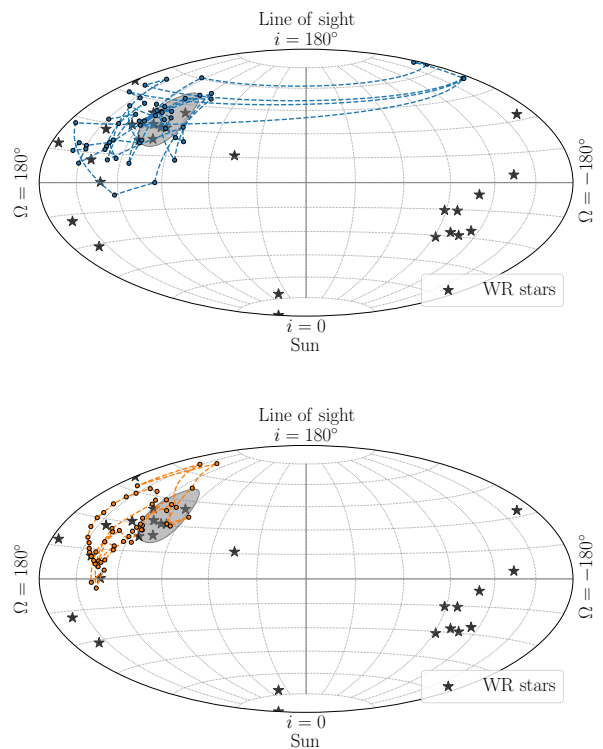 Line of sight
i = 180°
Ω = 180°
Ω = −180°
WR stars
i = 0
Sun
Line of sight
i = 180°
Ω = 180°
Ω = −180°
WR stars
i = 0
Sun